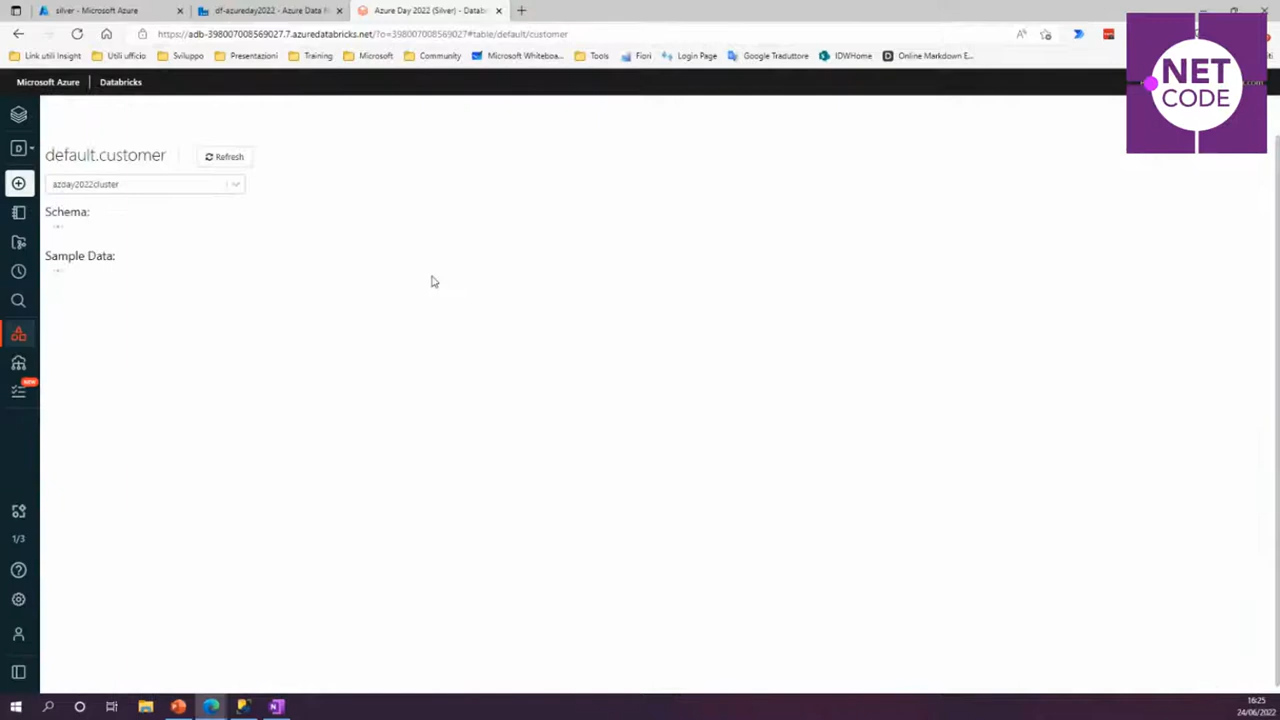 silver - Microsoft Azure
df-azureday2022 - Azure Data F
Azure Day 2022 (Silver) - Datab
https://adb-398007008569027.7.azuredatabricks.net/?o=398007008569027#table/default/customer
Link utili Insight
Utili ufficio
Sviluppo
Presentazioni
Training
Microsoft
Community
Microsoft Whiteboa...
Tools
Fiori
Login Page
Google Traduttore
IDWHome
Online Markdown E...
Microsoft Azure
Databricks
NET
CODE
D
default.customer
Refresh
azday2022cluster
Schema:
Sample Data:
NEW
1/3
16:25
24/06/2022